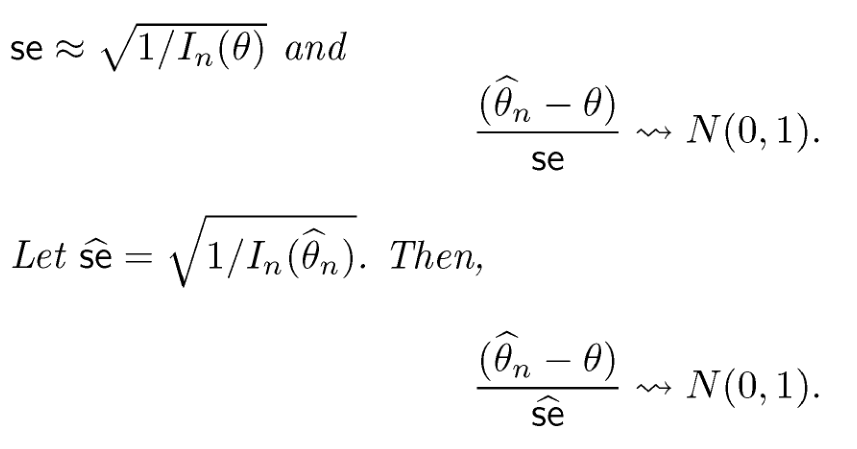 se ≈ √(1/I_n(θ)) and
(θ̂_n − θ)/se ⇝ N(0, 1).
Let ŝe = √(1/I_n(θ̂_n)). Then,
(θ̂_n − θ)/ŝe ⇝ N(0, 1).